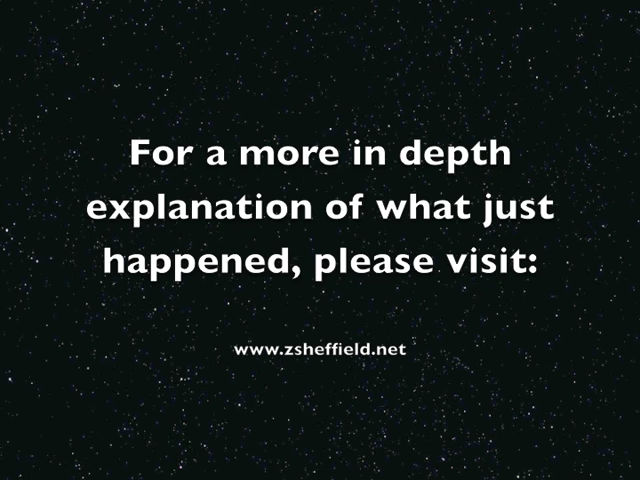 For a more in depth
explanation of what just
happened, please visit:
www.zsheffield.net